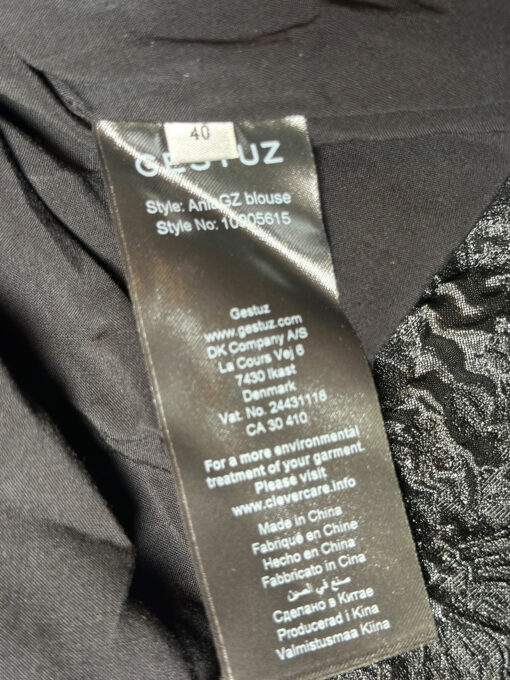 40
GESTUZ
Style: AniaGZ blouse
Style No: 10905615
Gestuz
www.gestuz.com
DK Company A/S
La Cours Vej 6
7430 Ikast
Denmark
Vat. No. 24431118
CA 30 410
For a more environmental
treatment of your garment.
Please visit
www.clevercare.info
Made in China
Fabriqué en Chine
Hecho en China
Fabbricato in Cina
صنع في الصين
Сделано в Китае
Producerad i Kina
Valmistusmaa Kiina